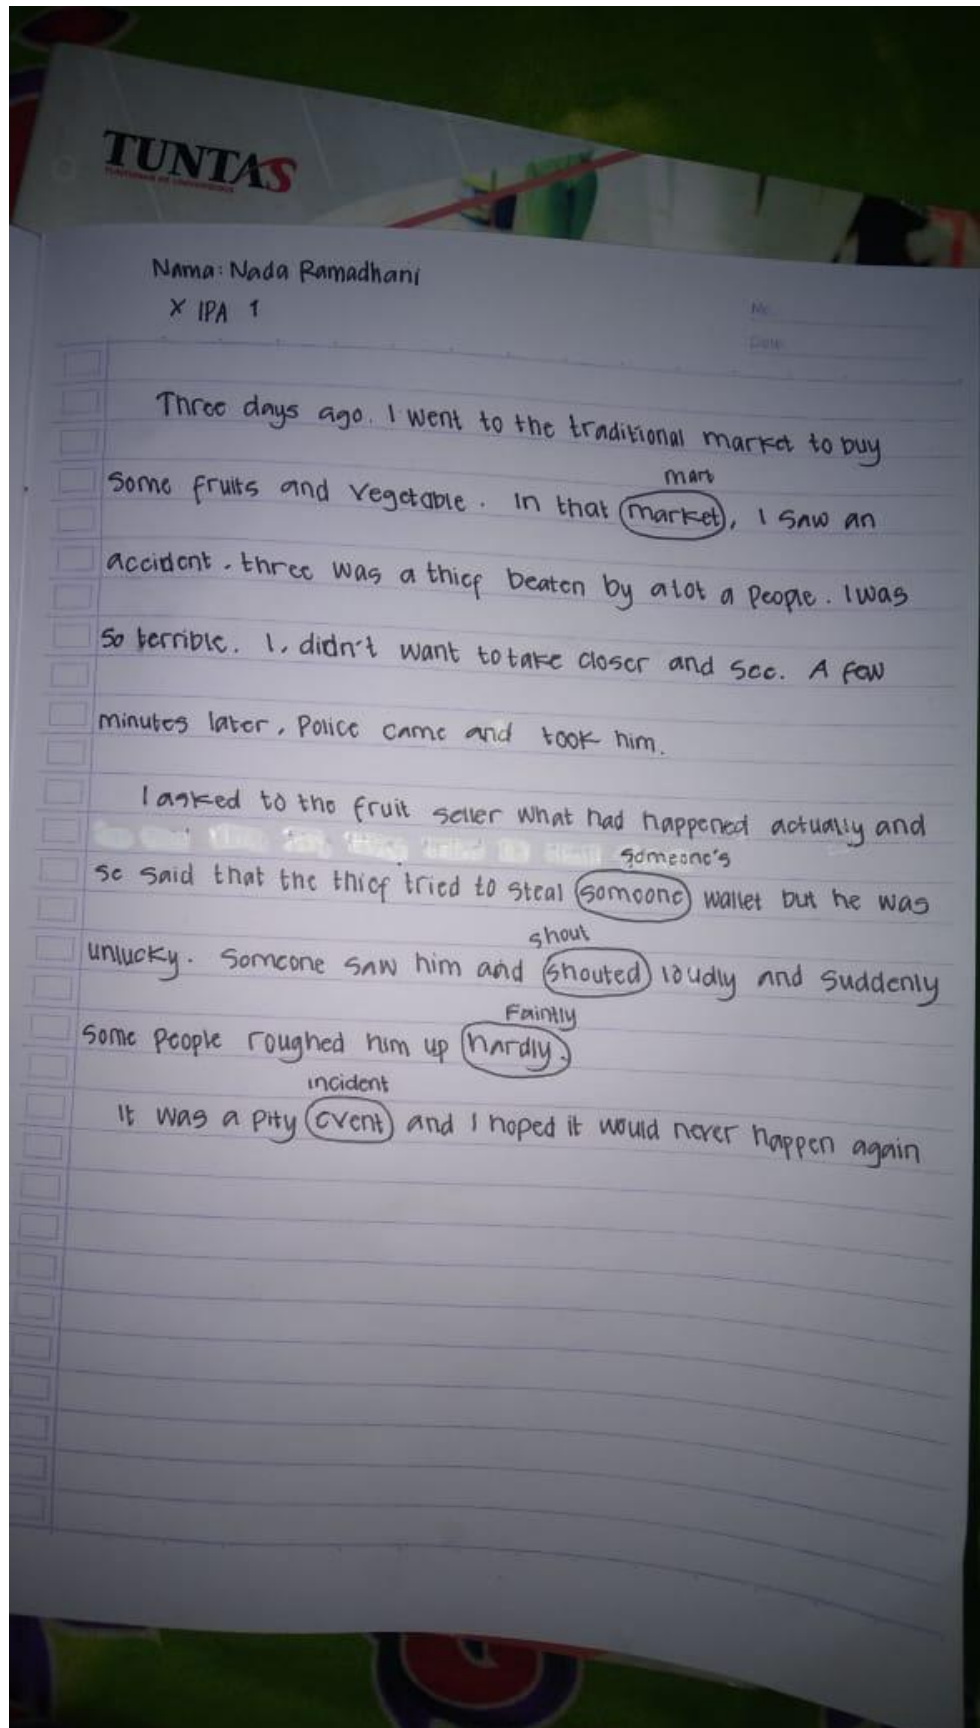 TUNTAS
Nama: Nada Ramadhani
X IPA 1
No
Date
Three days ago. I went to the traditional market to buy
mart
Some fruits and vegetable. In that market, I saw an
accident. three was a thief beaten by alot a people. I was
so terrible. I, didn't want to take closer and see. A few
minutes later, Police came and took him.
I asked to the fruit seller what had happened actually and
someone's
se said that the thief tried to steal someone wallet but he was
shout
unlucky. Someone saw him and shouted loudly and suddenly
Faintly
some people roughed him up hardly.
incident
It was a pity event and I hoped it would never happen again